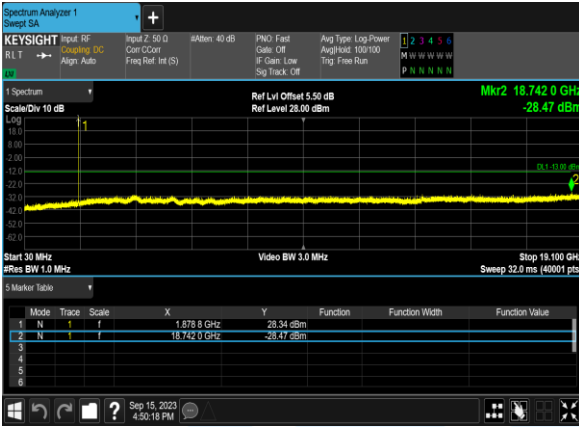 Spectrum Analyzer 1
Swept SA
KEYSIGHT Input: RF Input Z: 50 Ω #Atten: 40 dB PNO: Fast Avg Type: Log-Power 1 2 3 4 5 6
RLT Coupling: DC Corr CCorr Gate: Off Avg|Hold: 100/100 M W W W W W
Align: Auto Freq Ref: Int (S) IF Gain: Low Trig: Free Run
Sig Track: Off P N N N N N
1 Spectrum
Ref Lvl Offset 5.50 dB Mkr2 18.742 0 GHz
Scale/Div 10 dB Ref Level 28.00 dBm -28.47 dBm
Log
18.0
8.00
-2.00
-12.0
-22.0
-32.0
-42.0
-52.0
-62.0
1
DL1 -13.00 dBm
2
Start 30 MHz Video BW 3.0 MHz Stop 19.100 GHz
#Res BW 1.0 MHz Sweep 32.0 ms (40001 pts
5 Marker Table
Mode Trace Scale X Y Function Function Width Function Value
1 N 1 f 1.878 8 GHz 28.34 dBm
2 N 1 f 18.742 0 GHz -28.47 dBm
3
4
5
6
Sep 15, 2023
4:50:18 PM